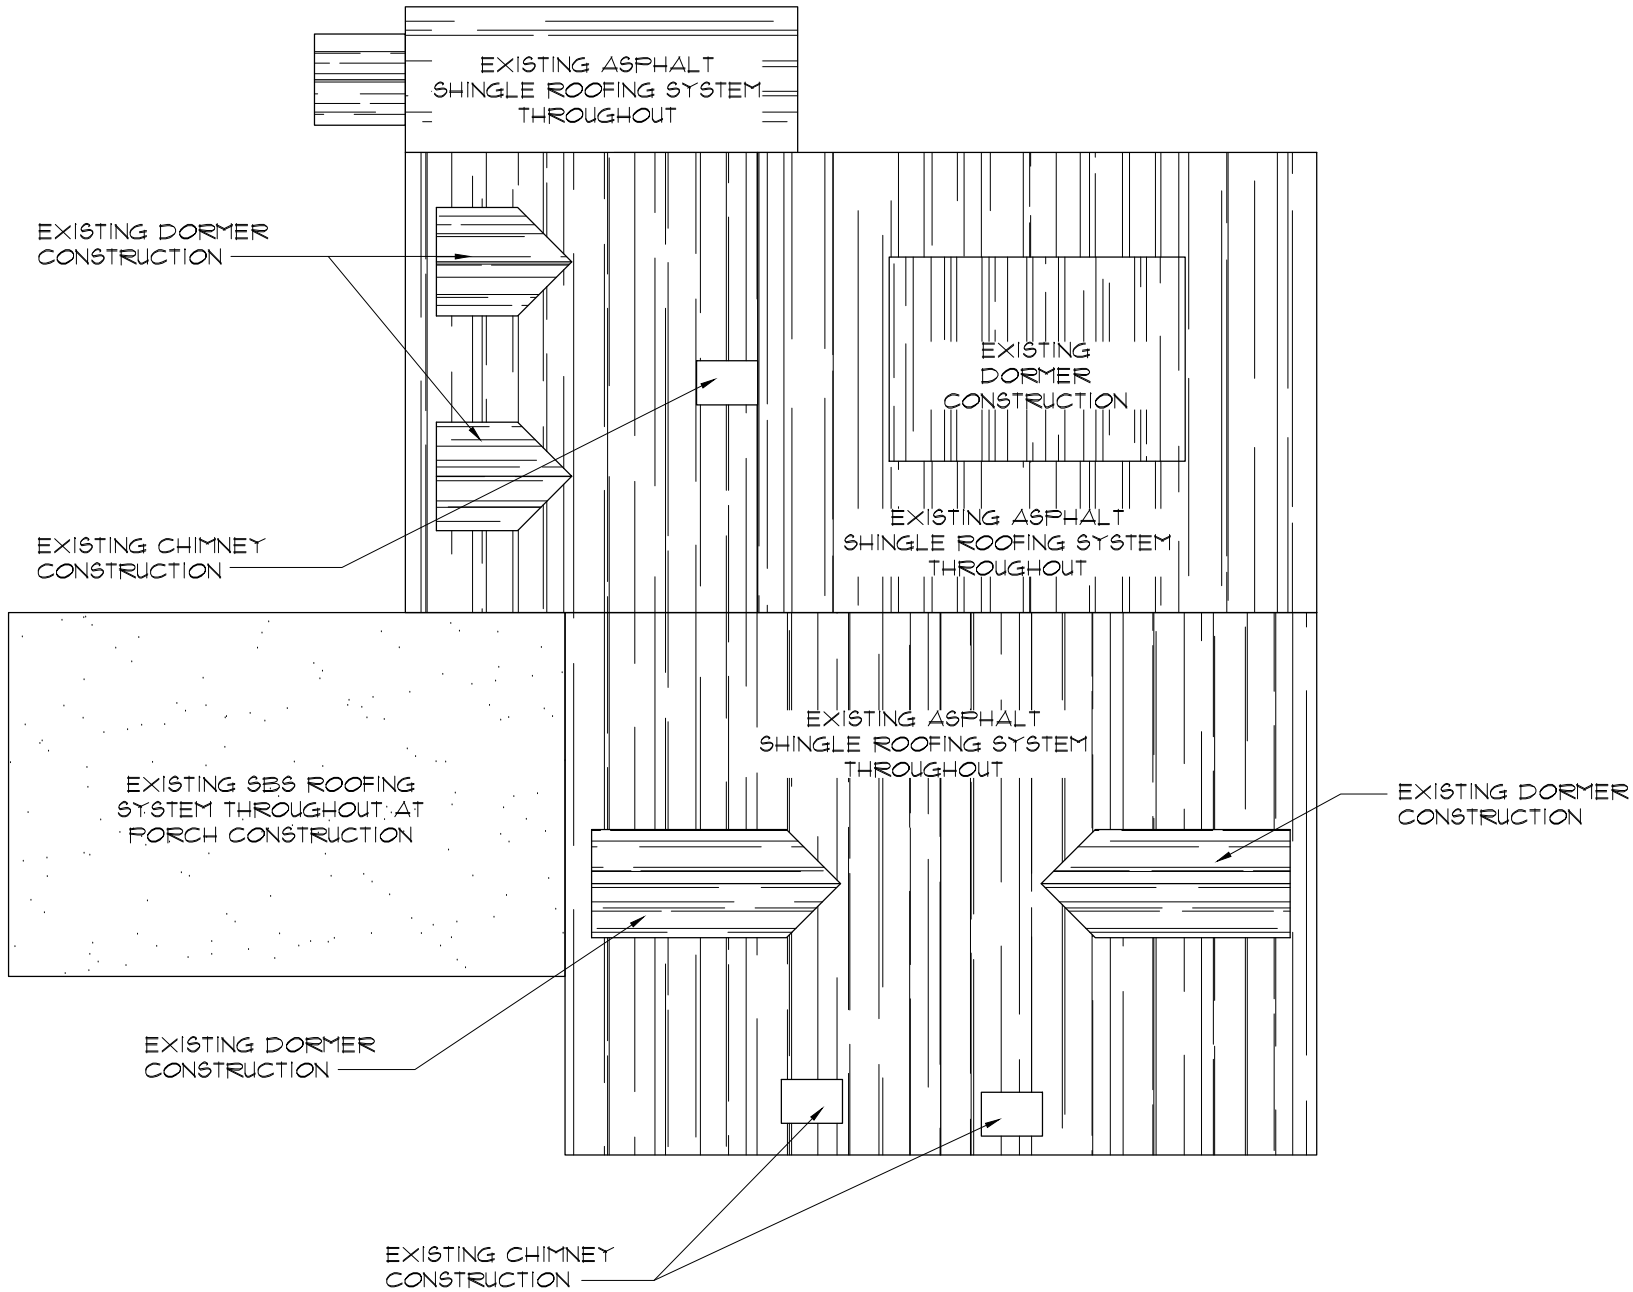 EXISTING ASPHALT
SHINGLE ROOFING SYSTEM
THROUGHOUT
EXISTING DORMER
CONSTRUCTION
EXISTING
DORMER
CONSTRUCTION
EXISTING CHIMNEY
CONSTRUCTION
EXISTING ASPHALT
SHINGLE ROOFING SYSTEM
THROUGHOUT
EXISTING ASPHALT
SHINGLE ROOFING SYSTEM
THROUGHOUT
EXISTING SBS ROOFING
SYSTEM THROUGHOUT AT
PORCH CONSTRUCTION
EXISTING DORMER
CONSTRUCTION
EXISTING DORMER
CONSTRUCTION
EXISTING CHIMNEY
CONSTRUCTION